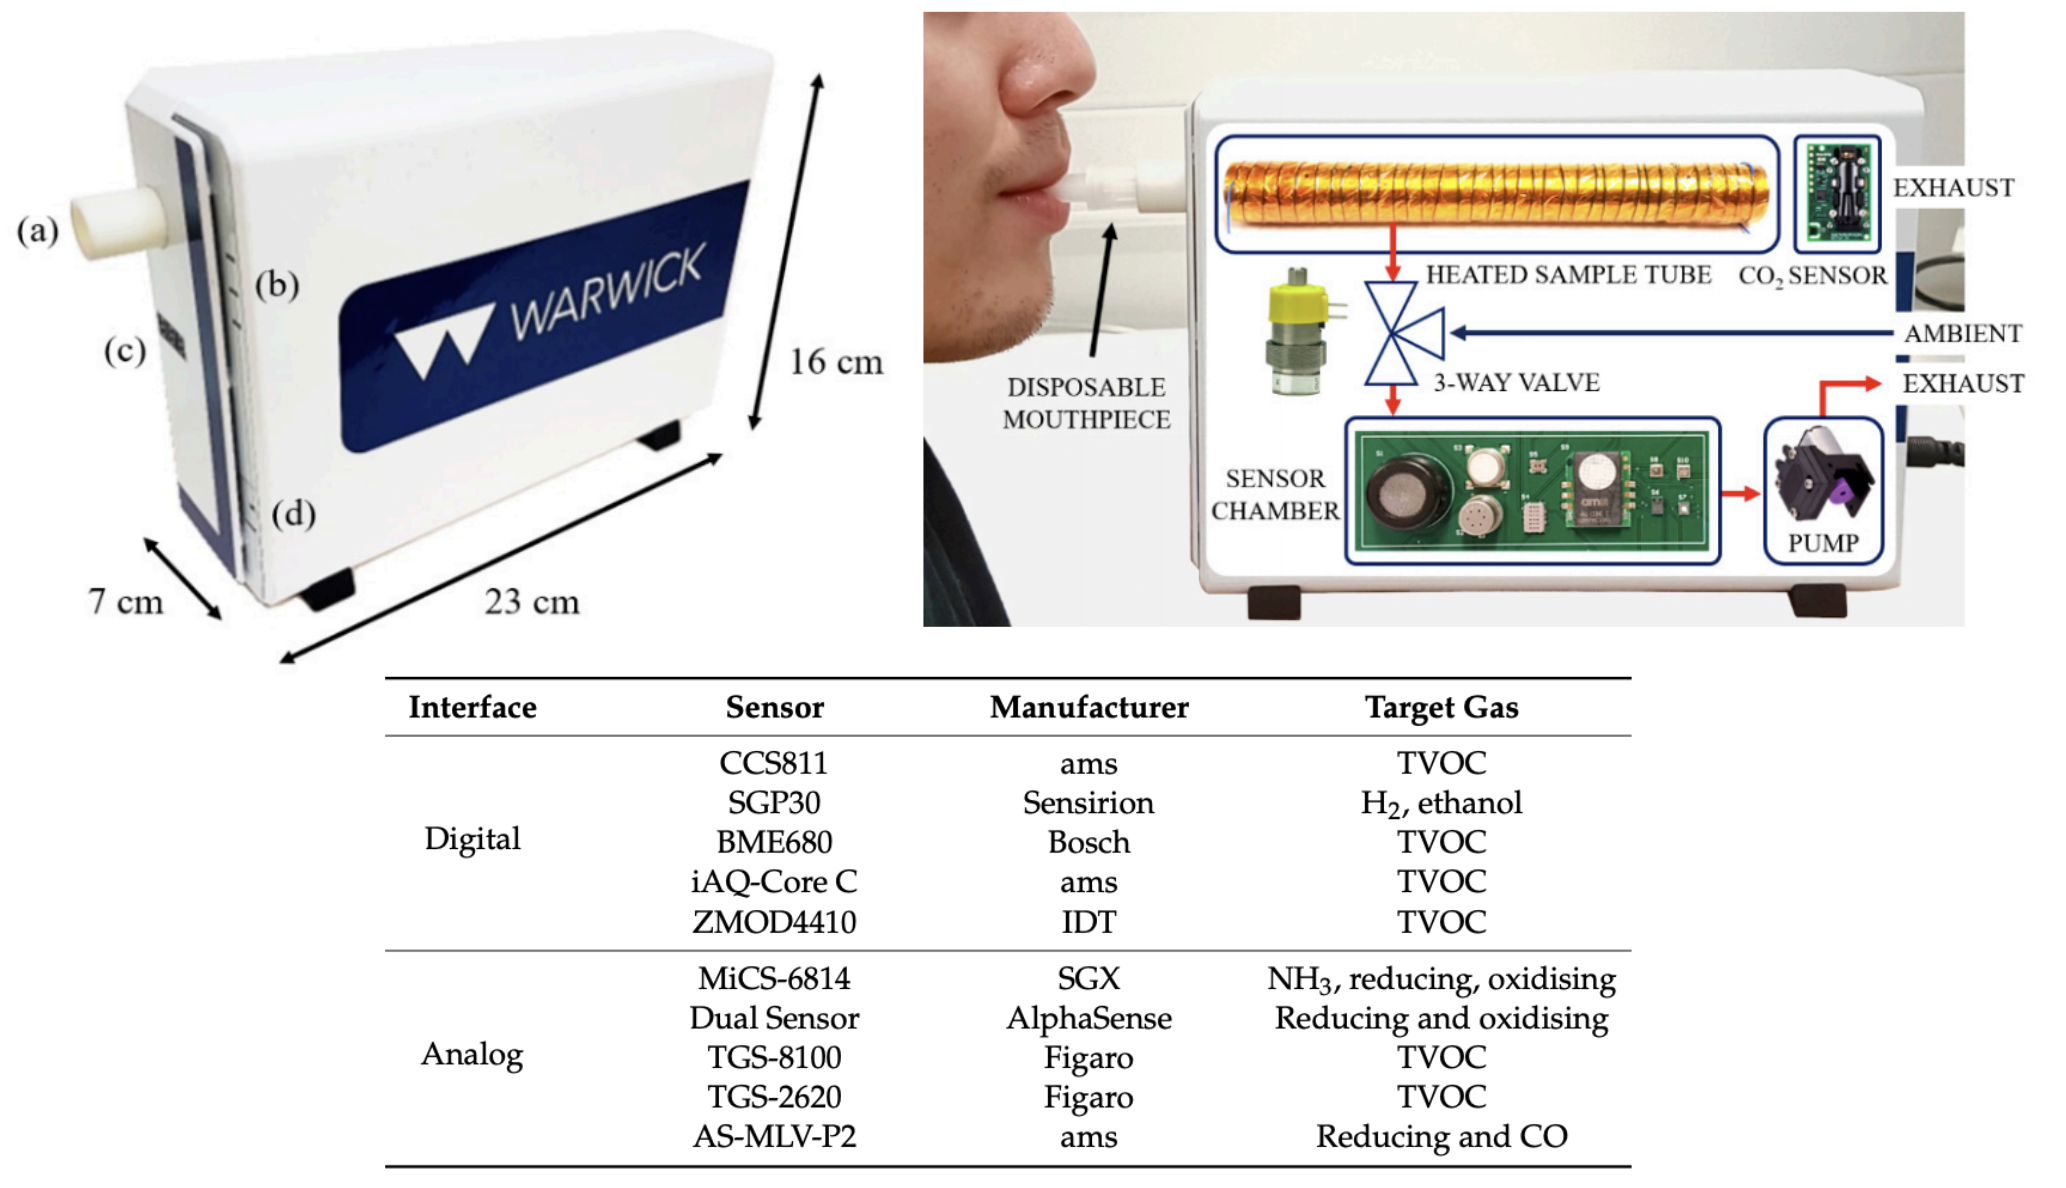 (a)
(b)
(c)
(d)
WARWICK
16 cm
7 cm
23 cm
DISPOSABLE
MOUTHPIECE
HEATED SAMPLE TUBE
CO₂ SENSOR
EXHAUST
AMBIENT
EXHAUST
3-WAY VALVE
SENSOR
CHAMBER
PUMP
Interface Sensor Manufacturer Target Gas
Digital
CCS811 ams TVOC
SGP30 Sensirion H₂, ethanol
BME680 Bosch TVOC
iAQ-Core C ams TVOC
ZMOD4410 IDT TVOC
Analog
MiCS-6814 SGX NH₃, reducing, oxidising
Dual Sensor AlphaSense Reducing and oxidising
TGS-8100 Figaro TVOC
TGS-2620 Figaro TVOC
AS-MLV-P2 ams Reducing and CO